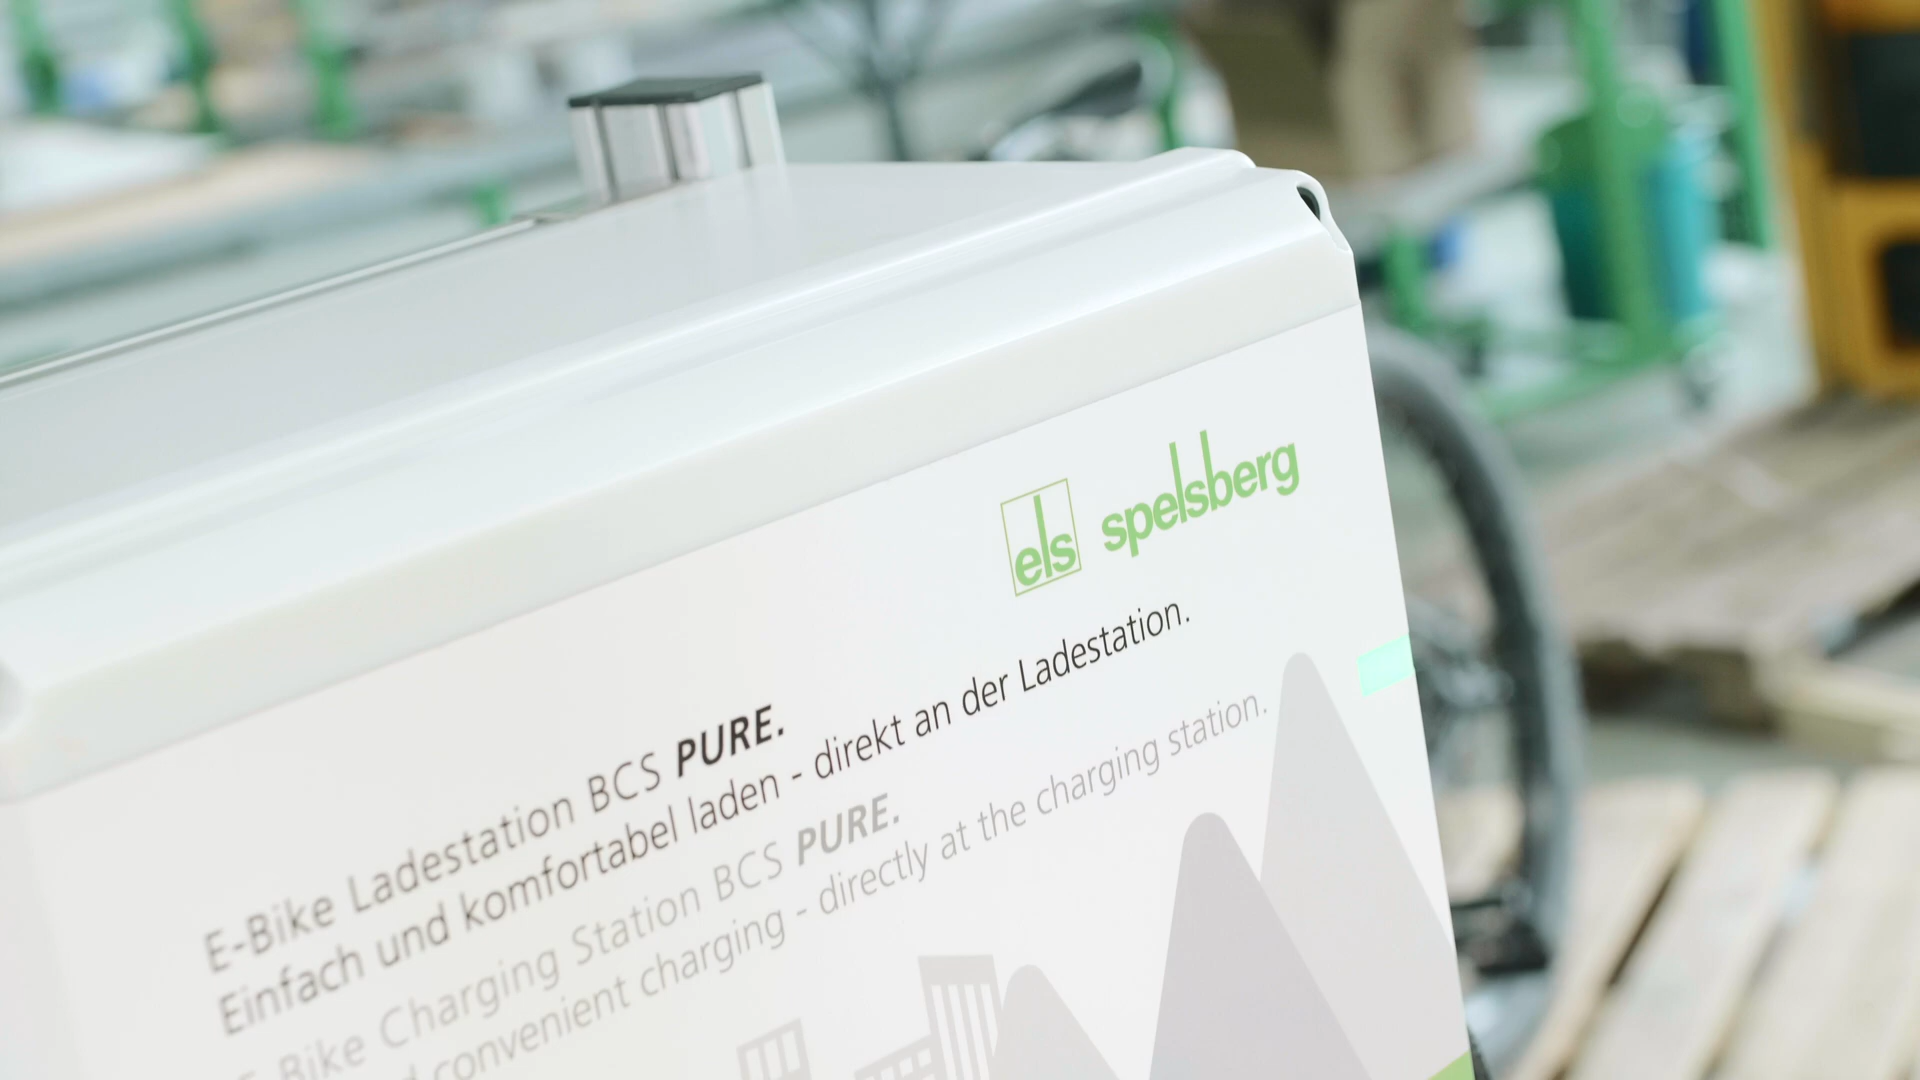 els spelsberg
E-Bike Ladestation BCS PURE.
Einfach und komfortabel laden - direkt an der Ladestation.
E-Bike Charging Station BCS PURE.
convenient charging - directly at the charging station.